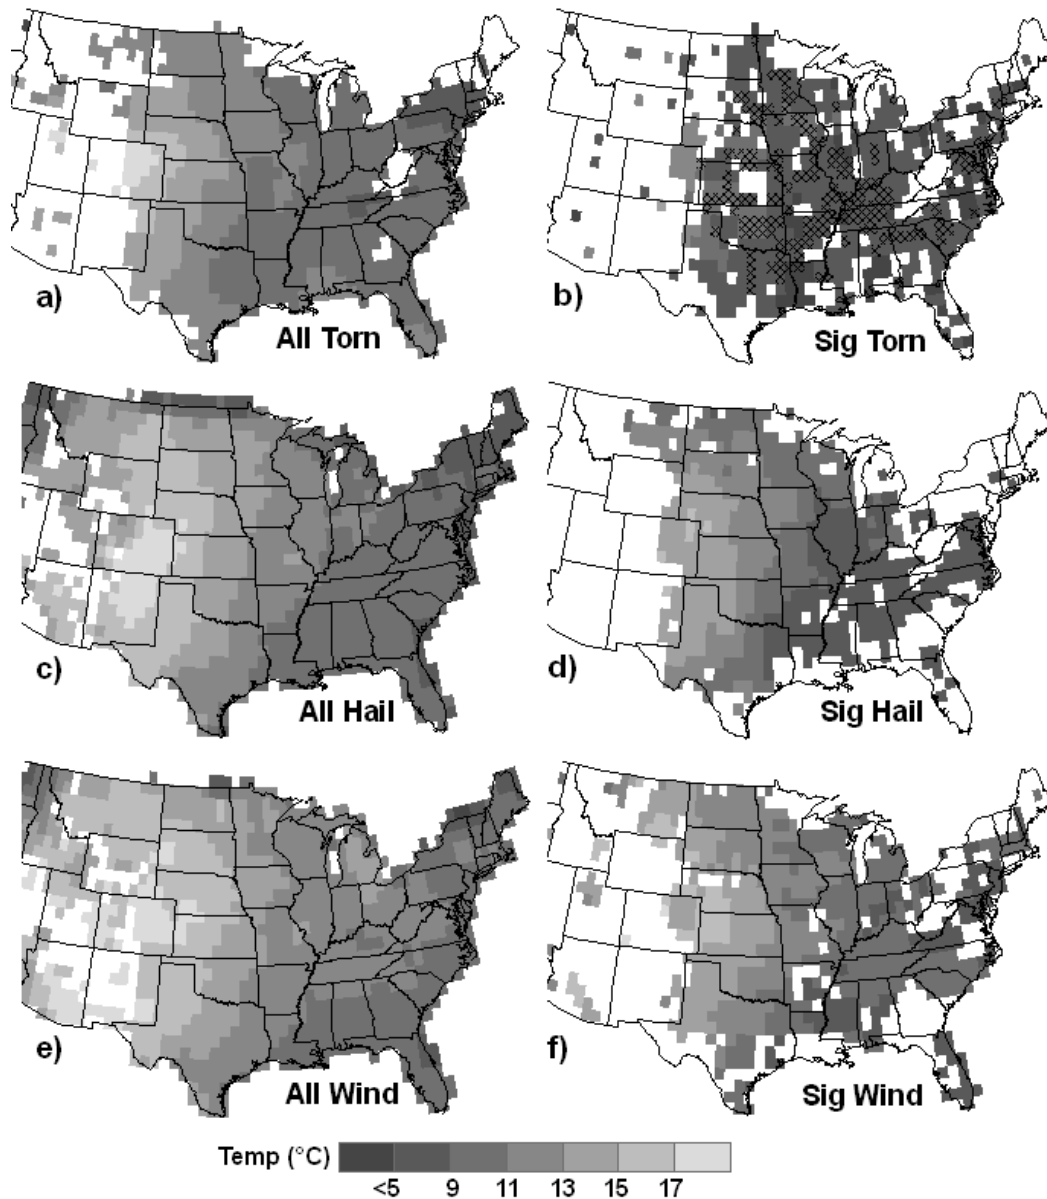 a)
All Torn
b)
Sig Torn
c)
All Hail
d)
Sig Hail
e)
All Wind
f)
Sig Wind
Temp (°C)
<5 9 11 13 15 17